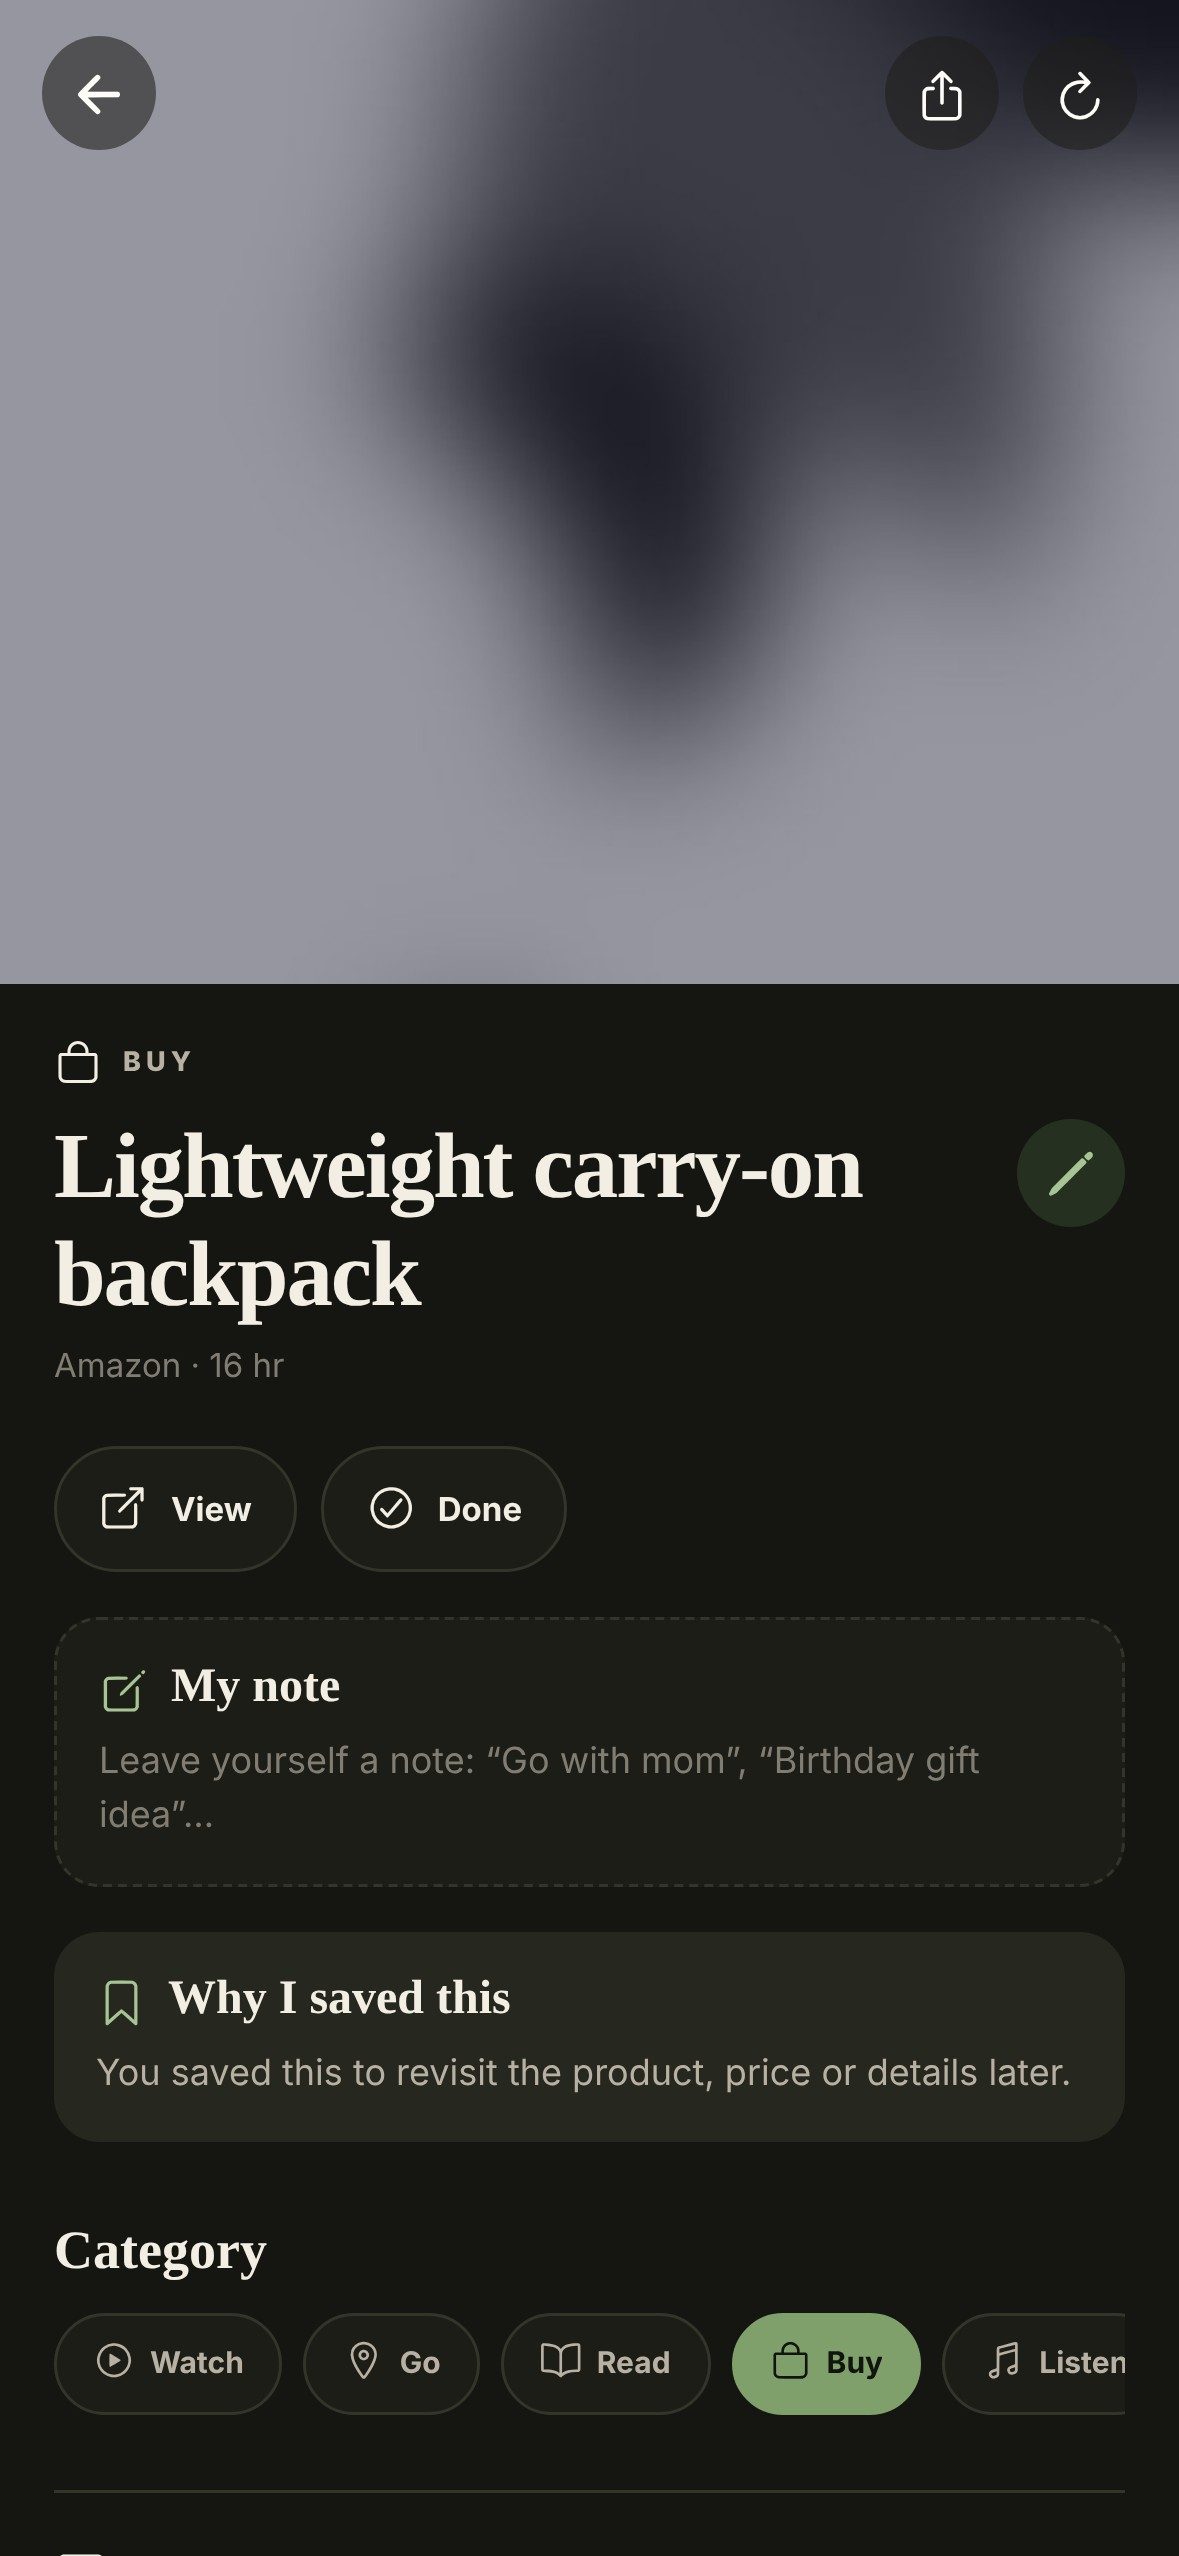 BUY
Lightweight carry-on
backpack
Amazon · 16 hr
View
Done
My note
Leave yourself a note: “Go with mom”, “Birthday gift
idea”...
Why I saved this
You saved this to revisit the product, price or details later.
Category
Watch
Go
Read
Buy
Listen